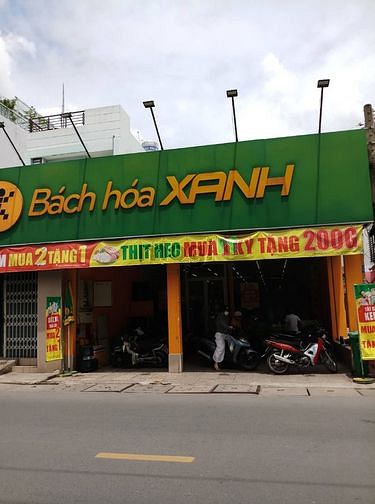 Bách hóa XANH
MUA 2 TẶNG 1
THỊT HEO MUA 1 KÝ TẶNG 200G